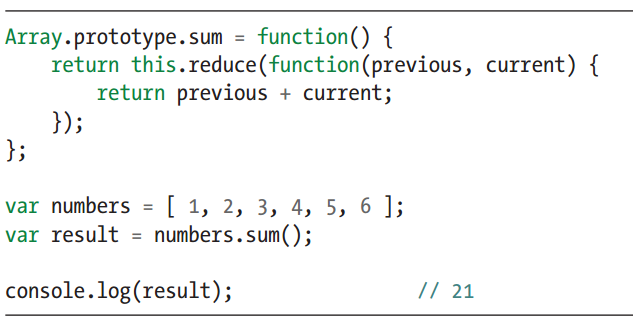 Array.prototype.sum = function() {
    return this.reduce(function(previous, current) {
        return previous + current;
    });
};

var numbers = [ 1, 2, 3, 4, 5, 6 ];
var result = numbers.sum();

console.log(result);                // 21